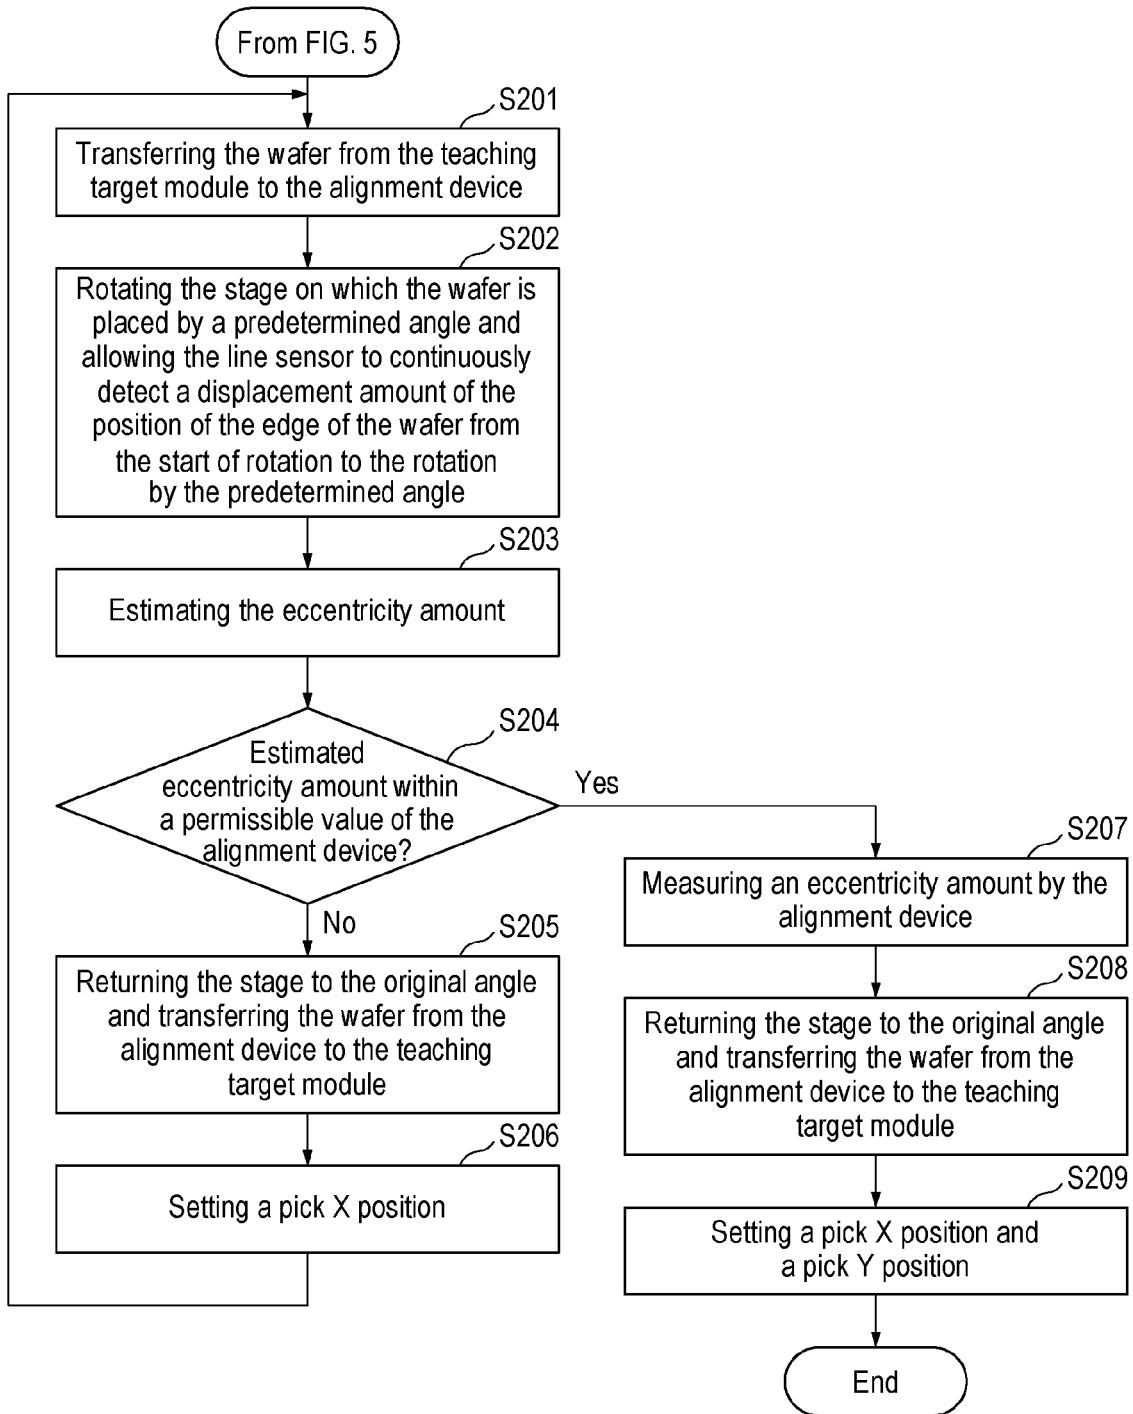 From FIG. 5
S201
Transferring the wafer from the teaching
target module to the alignment device
S202
Rotating the stage on which the wafer is
placed by a predetermined angle and
allowing the line sensor to continuously
detect a displacement amount of the
position of the edge of the wafer from
the start of rotation to the rotation
by the predetermined angle
S203
Estimating the eccentricity amount
S204
Estimated
eccentricity amount within
a permissible value of the
alignment device?
Yes
No
S205
Returning the stage to the original angle
and transferring the wafer from the
alignment device to the teaching
target module
S206
Setting a pick X position
S207
Measuring an eccentricity amount by the
alignment device
S208
Returning the stage to the original angle
and transferring the wafer from the
alignment device to the teaching
target module
S209
Setting a pick X position and
a pick Y position
End